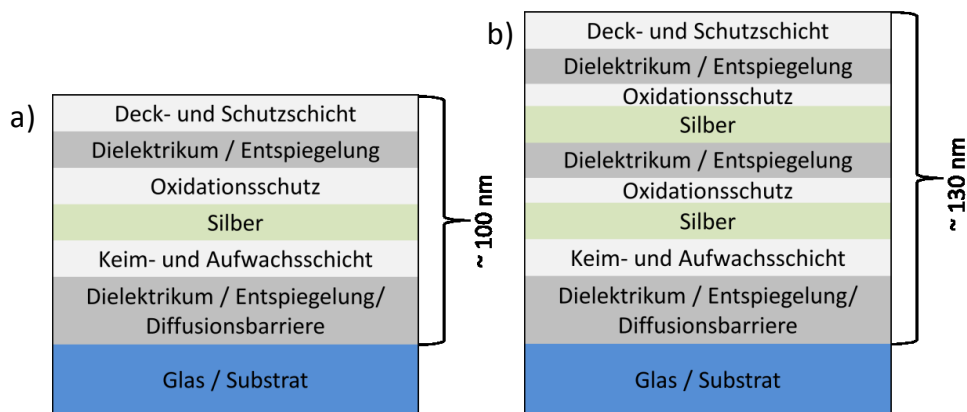 a)
Deck- und Schutzschicht
Dielektrikum / Entspiegelung
Oxidationsschutz
Silber
Keim- und Aufwachsschicht
Dielektrikum / Entspiegelung/
Diffusionsbarriere
Glas / Substrat
~ 100 nm
b)
Deck- und Schutzschicht
Dielektrikum / Entspiegelung
Oxidationsschutz
Silber
Dielektrikum / Entspiegelung
Oxidationsschutz
Silber
Keim- und Aufwachsschicht
Dielektrikum / Entspiegelung/
Diffusionsbarriere
Glas / Substrat
~ 130 nm